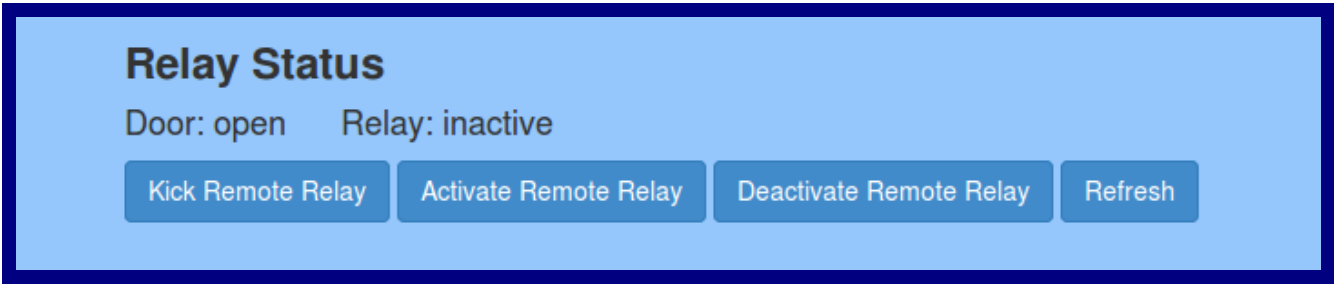 Relay Status
Door: open Relay: inactive
Kick Remote Relay Activate Remote Relay Deactivate Remote Relay Refresh